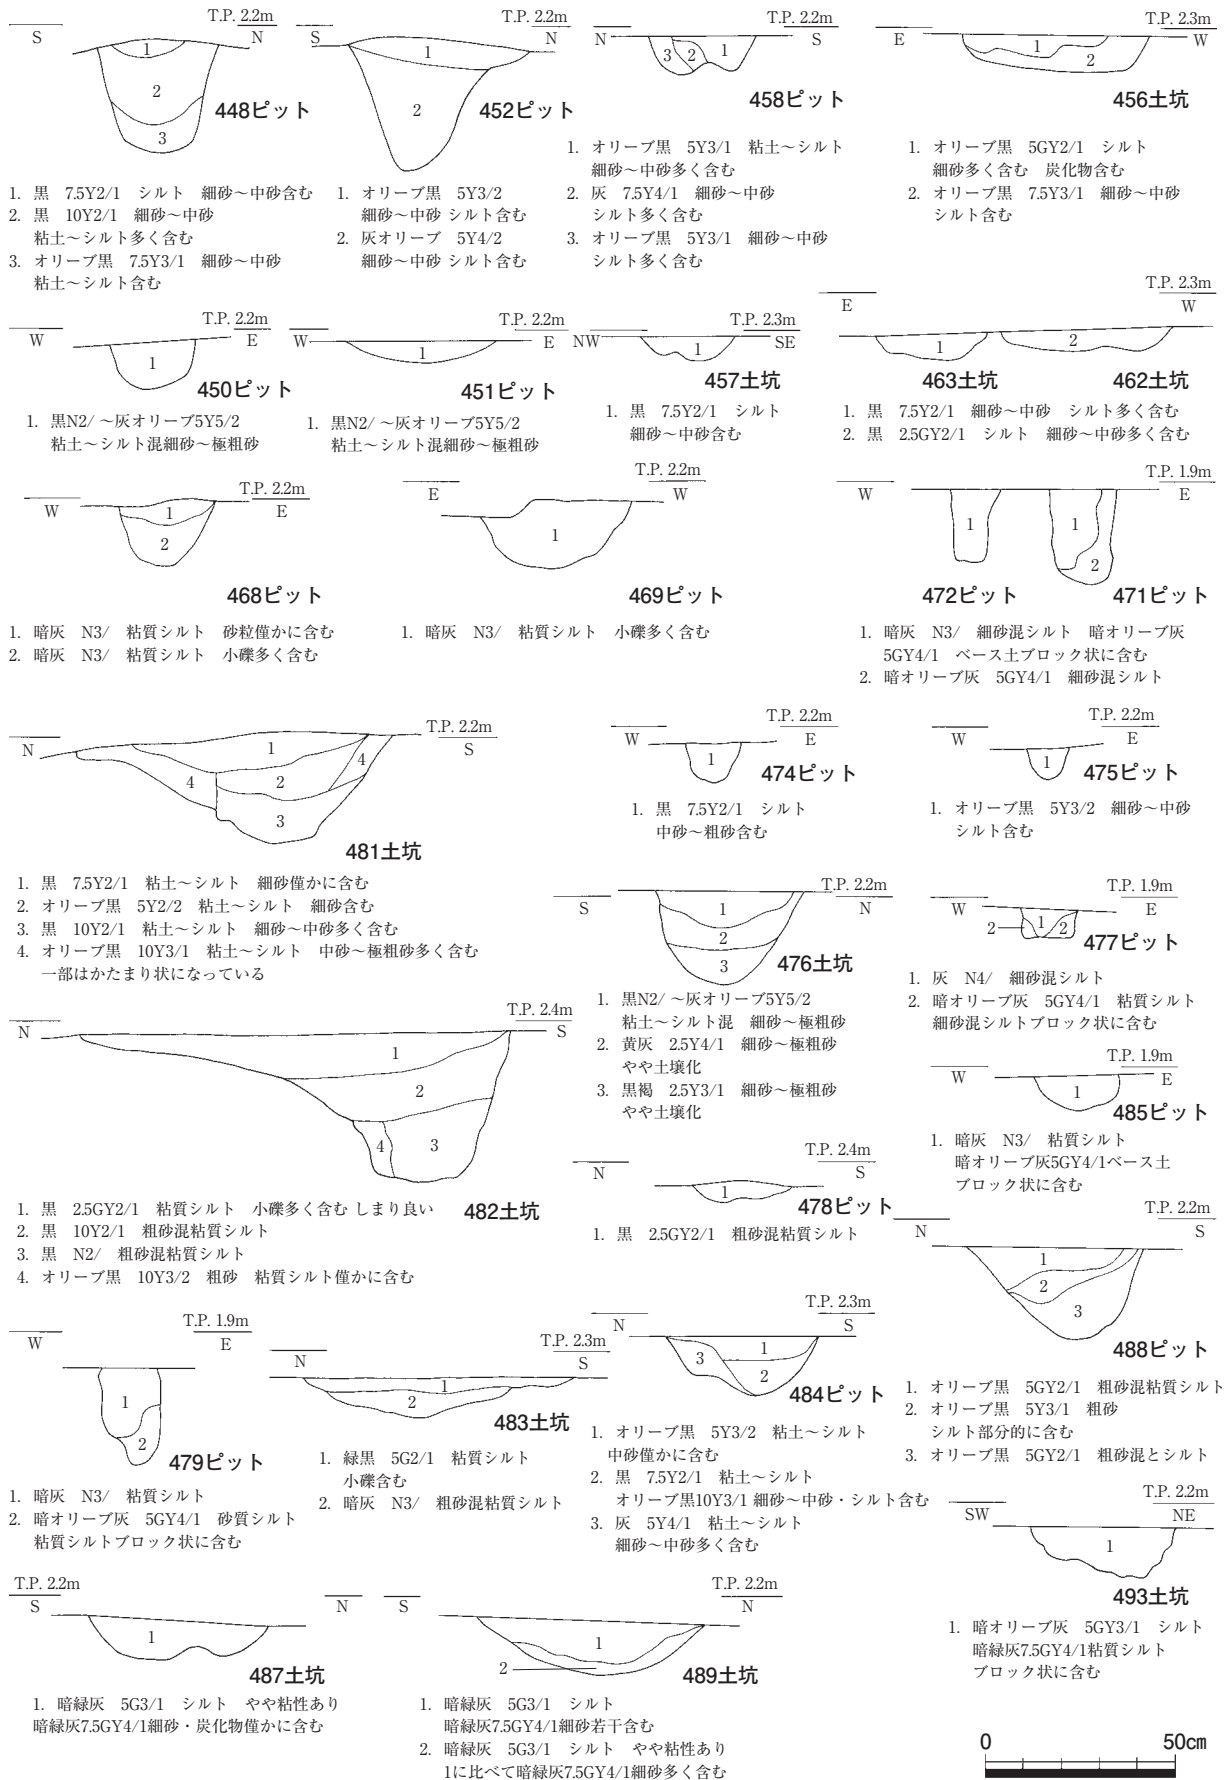 T.P. 2.2m
S
N
1
2
3
448ピット
1. 黒 7.5Y2/1 シルト 細砂～中砂含む
2. 黒 10Y2/1 細砂～中砂
粘土～シルト多く含む
3. オリーブ黒 7.5Y3/1 細砂～中砂
粘土～シルト含む
T.P. 2.2m
S
N
1
2
452ピット
1. オリーブ黒 5Y3/2
細砂～中砂 シルト含む
2. 灰オリーブ 5Y4/2
細砂～中砂 シルト含む
T.P. 2.2m
N
S
3
2
1
458ピット
1. オリーブ黒 5Y3/1 粘土～シルト
細砂～中砂多く含む
2. 灰 7.5Y4/1 細砂～中砂
シルト多く含む
3. オリーブ黒 5Y3/1 細砂～中砂
シルト多く含む
T.P. 2.3m
E
W
1
2
456土坑
1. オリーブ黒 5GY2/1 シルト
細砂多く含む 炭化物含む
2. オリーブ黒 7.5Y3/1 細砂～中砂
シルト含む
T.P. 2.2m
W
E
1
450ピット
1. 黒N2/ ～灰オリーブ5Y5/2
粘土～シルト混細砂～極粗砂
T.P. 2.2m
W
E
1
451ピット
1. 黒N2/ ～灰オリーブ5Y5/2
粘土～シルト混細砂～極粗砂
T.P. 2.3m
NW
SE
1
457土坑
1. 黒 7.5Y2/1 シルト
細砂～中砂含む
T.P. 2.3m
E
W
1
2
463土坑
462土坑
1. 黒 7.5Y2/1 細砂～中砂 シルト多く含む
2. 黒 2.5GY2/1 シルト 細砂～中砂多く含む
T.P. 2.2m
W
E
1
2
468ピット
1. 暗灰 N3/ 粘質シルト 砂粒僅かに含む
2. 暗灰 N3/ 粘質シルト 小礫多く含む
T.P. 2.2m
E
W
1
469ピット
1. 暗灰 N3/ 粘質シルト 小礫多く含む
T.P. 1.9m
W
E
1
1
2
472ピット
471ピット
1. 暗灰 N3/ 細砂混シルト 暗オリーブ灰
5GY4/1 ベース土ブロック状に含む
2. 暗オリーブ灰 5GY4/1 細砂混シルト
T.P. 2.2m
N
S
1
4
4
2
3
481土坑
1. 黒 7.5Y2/1 粘土～シルト 細砂僅かに含む
2. オリーブ黒 5Y2/2 粘土～シルト 細砂含む
3. 黒 10Y2/1 粘土～シルト 細砂～中砂多く含む
4. オリーブ黒 10Y3/1 粘土～シルト 中砂～極粗砂多く含む
一部はかたまり状になっている
T.P. 2.2m
W
E
1
474ピット
1. 黒 7.5Y2/1 シルト
中砂～粗砂含む
T.P. 2.2m
W
E
1
475ピット
1. オリーブ黒 5Y3/2 細砂～中砂
シルト含む
T.P. 2.2m
S
N
1
2
3
476土坑
1. 黒N2/ ～灰オリーブ5Y5/2
粘土～シルト混 細砂～極粗砂
2. 黄灰 2.5Y4/1 細砂～極粗砂
やや土壌化
3. 黒褐 2.5Y3/1 細砂～極粗砂
やや土壌化
T.P. 1.9m
W
E
2
1
2
477ピット
1. 灰 N4/ 細砂混シルト
2. 暗オリーブ灰 5GY4/1 粘質シルト
細砂混シルトブロック状に含む
T.P. 2.4m
N
S
1
2
4
3
482土坑
1. 黒 2.5GY2/1 粘質シルト 小礫多く含む しまり良い
2. 黒 10Y2/1 粗砂混粘質シルト
3. 黒 N2/ 粗砂混粘質シルト
4. オリーブ黒 10Y3/2 粗砂 粘質シルト僅かに含む
T.P. 1.9m
W
E
1
485ピット
1. 暗灰 N3/ 粘質シルト
暗オリーブ灰5GY4/1ベース土
ブロック状に含む
T.P. 2.4m
N
S
1
478ピット
1. 黒 2.5GY2/1 粗砂混粘質シルト
T.P. 2.2m
N
S
1
2
3
488ピット
1. オリーブ黒 5GY2/1 粗砂混粘質シルト
2. オリーブ黒 5Y3/1 粗砂
シルト部分的に含む
3. オリーブ黒 5GY2/1 粗砂混とシルト
T.P. 1.9m
W
E
1
2
479ピット
1. 暗灰 N3/ 粘質シルト
2. 暗オリーブ灰 5GY4/1 砂質シルト
粘質シルトブロック状に含む
T.P. 2.3m
N
S
1
2
483土坑
1. 緑黒 5G2/1 粘質シルト
小礫含む
2. 暗灰 N3/ 粗砂混粘質シルト
T.P. 2.3m
N
S
3
1
2
484ピット
1. オリーブ黒 5Y3/2 粘土～シルト
中砂僅かに含む
2. 黒 7.5Y2/1 粘土～シルト
オリーブ黒10Y3/1 細砂～中砂・シルト含む
3. 灰 5Y4/1 粘土～シルト
細砂～中砂多く含む
T.P. 2.2m
SW
NE
1
493土坑
1. 暗オリーブ灰 5GY3/1 シルト
暗緑灰7.5GY4/1粘質シルト
ブロック状に含む
T.P. 2.2m
S
N
1
487土坑
1. 暗緑灰 5G3/1 シルト やや粘性あり
暗緑灰7.5GY4/1細砂・炭化物僅かに含む
T.P. 2.2m
S
N
1
2
489土坑
1. 暗緑灰 5G3/1 シルト
暗緑灰7.5GY4/1細砂若干含む
2. 暗緑灰 5G3/1 シルト やや粘性あり
1に比べて暗緑灰7.5GY4/1細砂多く含む
0 50cm